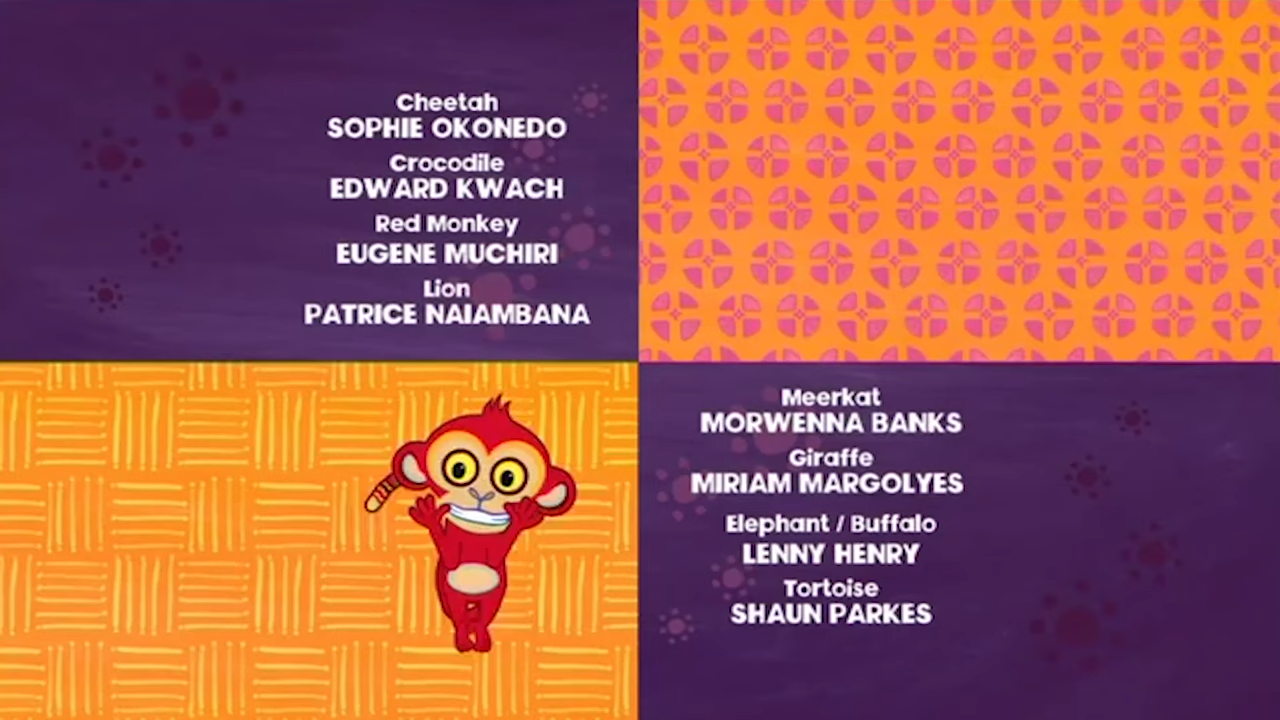 Cheetah
SOPHIE OKONEDO
Crocodile
EDWARD KWACH
Red Monkey
EUGENE MUCHIRI
Lion
PATRICE NAIAMBANA
Meerkat
MORWENNA BANKS
Giraffe
MIRIAM MARGOLYES
Elephant / Buffalo
LENNY HENRY
Tortoise
SHAUN PARKES